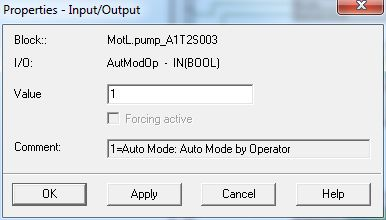 Properties - Input/Output
Block:: MotL.pump_A1T2S003
I/O: AutModOp - IN(BOOL)
Value 1
Forcing active
Comment: 1=Auto Mode: Auto Mode by Operator
OK Apply Cancel Help